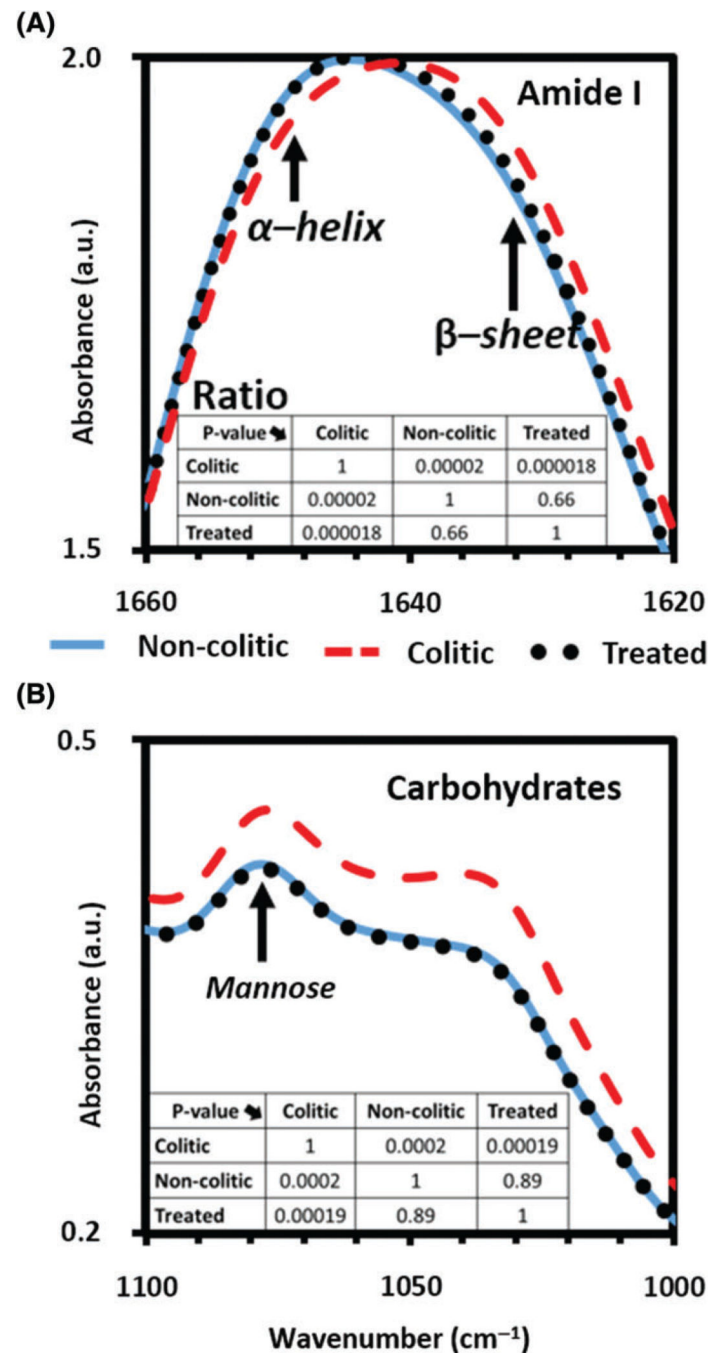 (A)
2.0
Amide I
α–helix
β–sheet
Absorbance (a.u.)
Ratio
P-value Colitic Non-colitic Treated
Colitic 1 0.00002 0.000018
Non-colitic 0.00002 1 0.66
Treated 0.000018 0.66 1
1.5
1660 1640 1620
Non-colitic Colitic Treated
(B)
0.5
Carbohydrates
Mannose
Absorbance (a.u.)
P-value Colitic Non-colitic Treated
Colitic 1 0.0002 0.00019
Non-colitic 0.0002 1 0.89
Treated 0.00019 0.89 1
0.2
1100 1050 1000
Wavenumber (cm⁻¹)